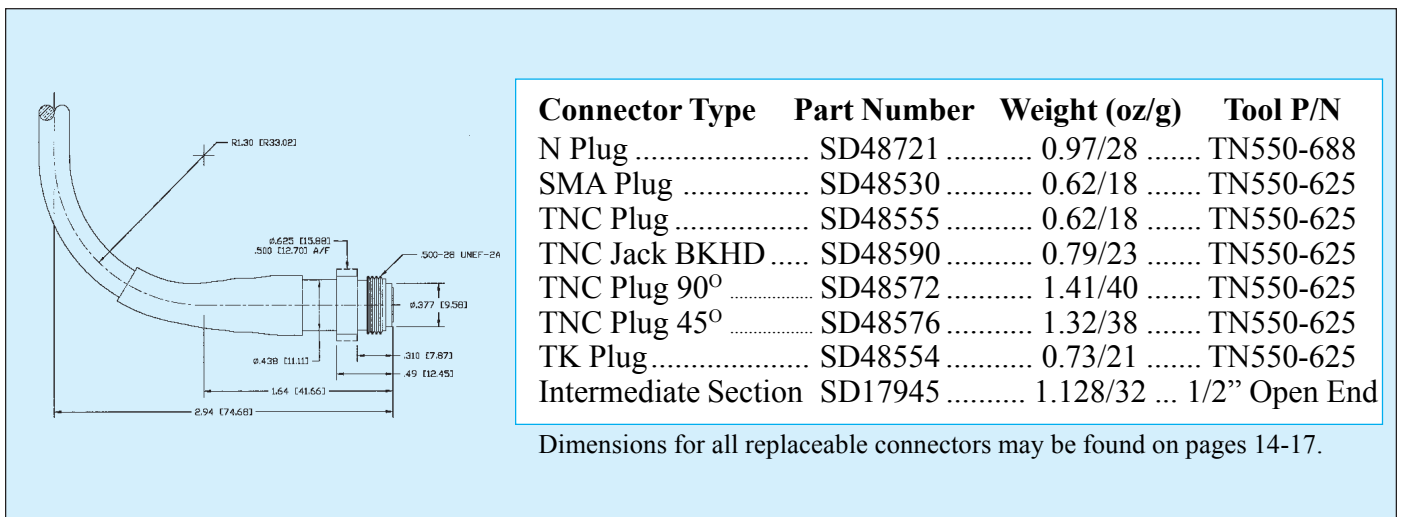 R1.30 [R33.02]
ø.625 [15.88]
.500 [12.70] A/F
.500-28 UNEF-2A
ø.377 [9.58]
ø.438 [11.11]
.310 [7.87]
.49 [12.45]
1.64 [41.66]
2.94 [74.68]
Connector Type Part Number Weight (oz/g) Tool P/N
N Plug ...................... SD48721 ........... 0.97/28 ....... TN550-688
SMA Plug ................ SD48530 ........... 0.62/18 ....... TN550-625
TNC Plug ................. SD48555 ........... 0.62/18 ....... TN550-625
TNC Jack BKHD ..... SD48590 ........... 0.79/23 ....... TN550-625
TNC Plug 90ᴼ ..................... SD48572 ........... 1.41/40 ....... TN550-625
TNC Plug 45ᴼ ..................... SD48576 ........... 1.32/38 ....... TN550-625
TK Plug.................... SD48554 ........... 0.73/21 ....... TN550-625
Intermediate Section SD17945 .......... 1.128/32 ... 1/2” Open End
Dimensions for all replaceable connectors may be found on pages 14-17.